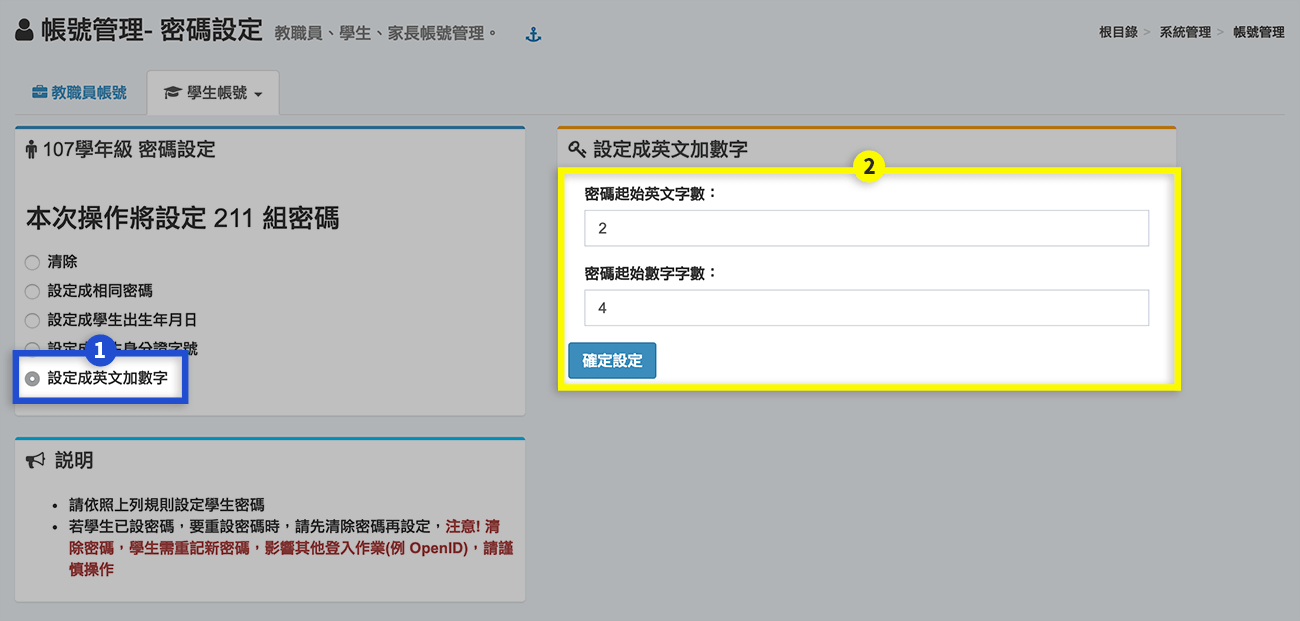 帳號管理- 密碼設定 教職員、學生、家長帳號管理。
根目錄 > 系統管理 > 帳號管理
教職員帳號 學生帳號
107學年級 密碼設定
本次操作將設定 211 組密碼
清除
設定成相同密碼
設定成學生出生年月日
設定成 身分證字號
1
設定成英文加數字
說明
請依照上列規則設定學生密碼
若學生已設密碼，要重設密碼時，請先清除密碼再設定，注意! 清
除密碼，學生需重記新密碼，影響其他登入作業(例 OpenID)，請謹
慎操作
設定成英文加數字
2
密碼起始英文字數：
2
密碼起始數字字數：
4
確定設定